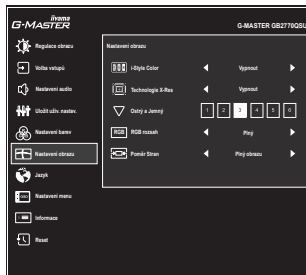 iiyama
G-MASTER
G-MASTER GB2770QSU
Regulace obrazu
Volba vstupů
Nastavení audio
Uložit uživ. nastav.
Nastavení barev
Nastavení obrazu
Jazyk
Nastavení menu
Informace
Reset
Nastavení obrazu
i-Style Color
Vypnout
Technologie X-Res
Vypnout
Ostrý a Jemný
1 2 3 4 5 6
RGB
RGB rozsah
Plný
Poměr Stran
Plný obrazu